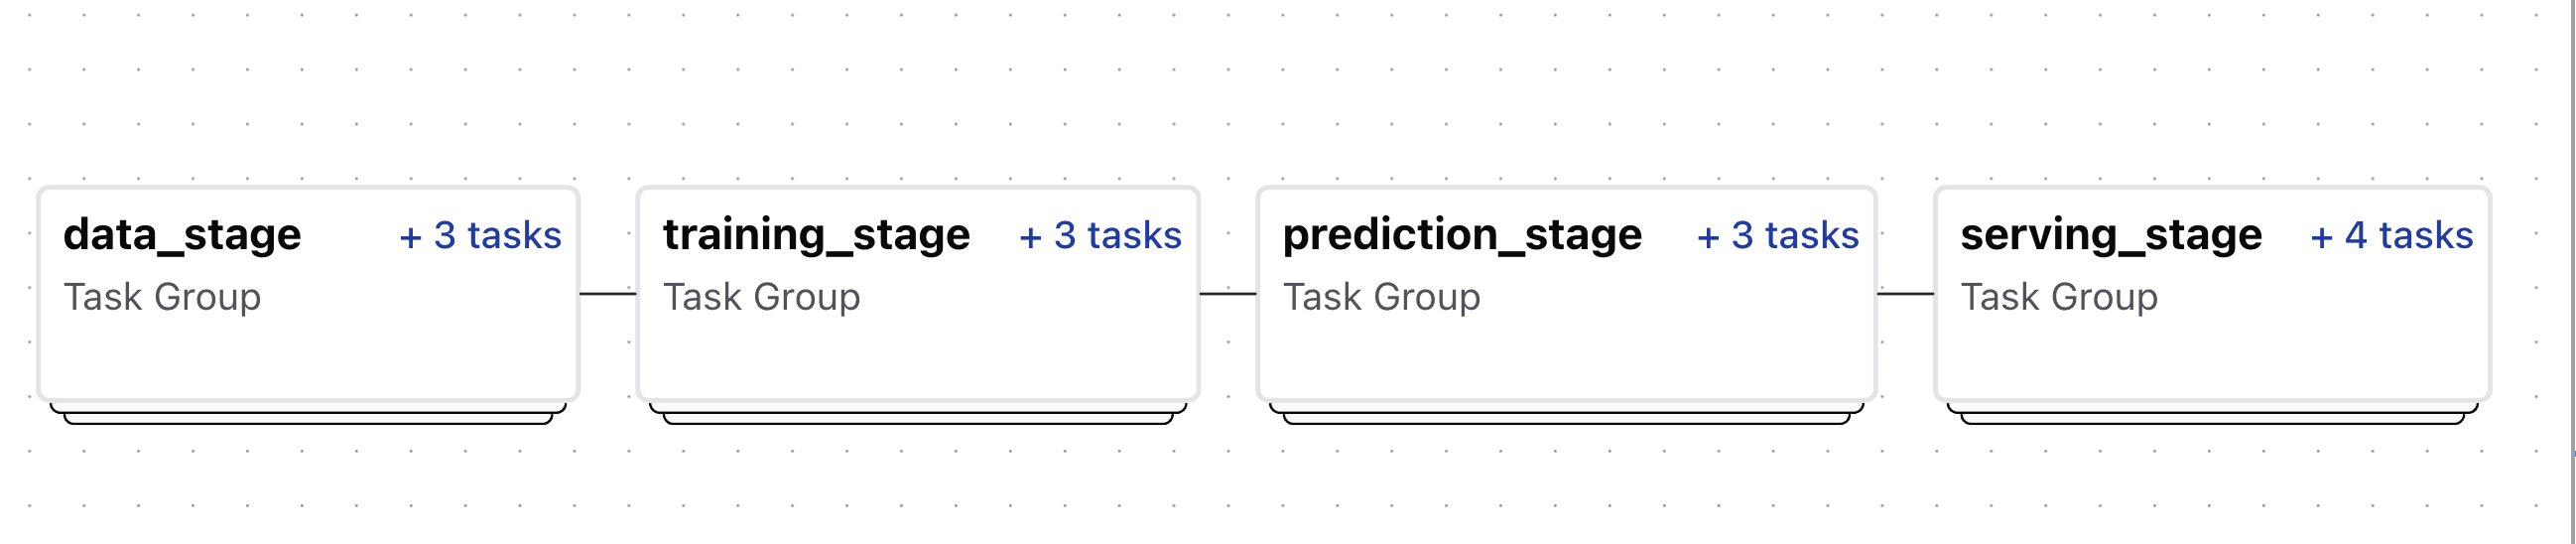 data_stage + 3 tasks
Task Group
training_stage + 3 tasks
Task Group
prediction_stage + 3 tasks
Task Group
serving_stage + 4 tasks
Task Group